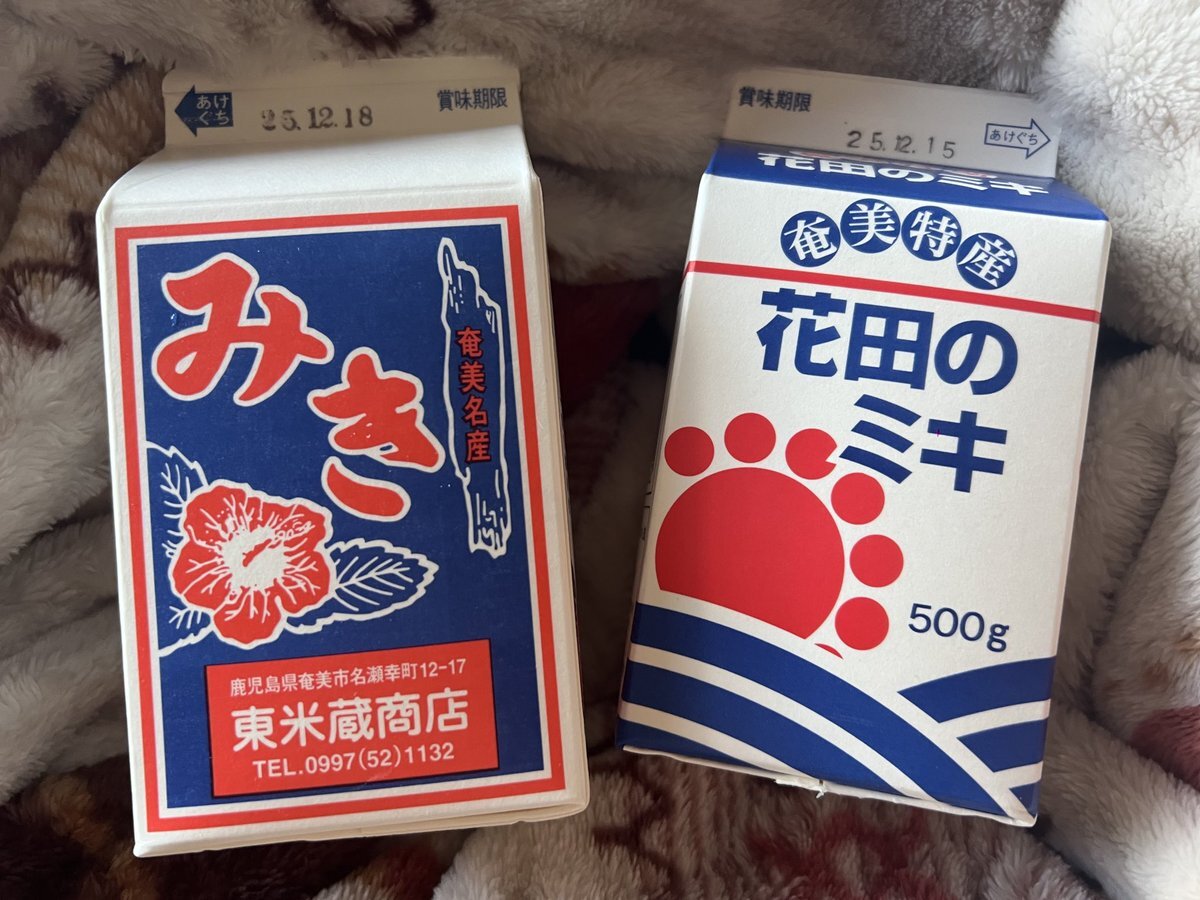 あけ
ぐち
25.12.18
賞味期限
みき
奄美名産
鹿児島県奄美市名瀬幸町12-17
東米蔵商店
TEL.0997(52)1132
賞味期限
25.12.15
あけぐち
花田のミキ
奄美特産
花田の
ミキ
500g